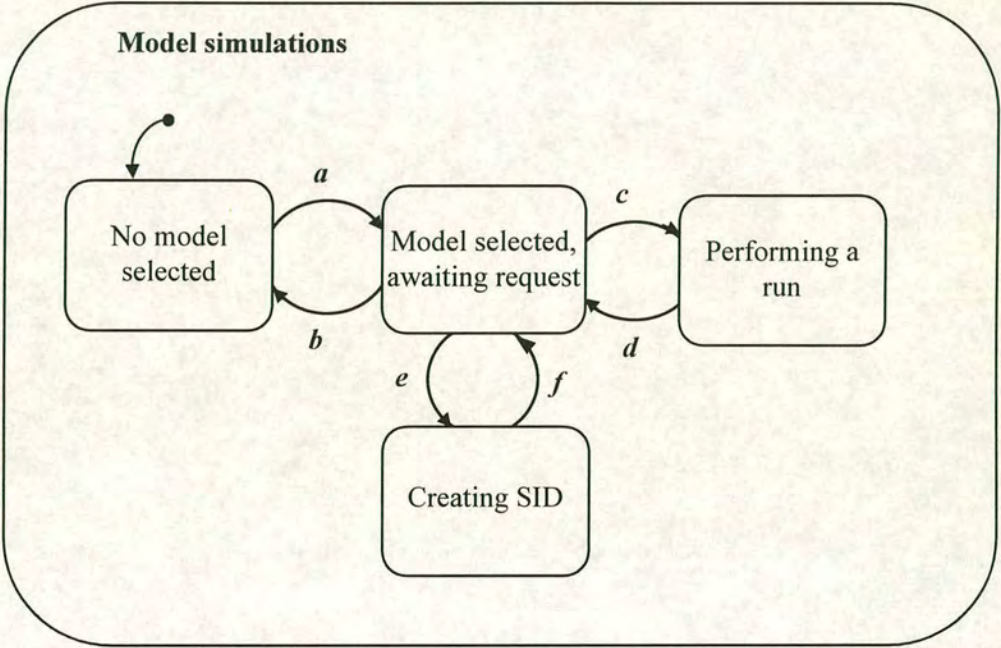 Model simulations
a
c
No model
selected
Model selected,
awaiting request
Performing a
run
b
d
e
f
Creating SID